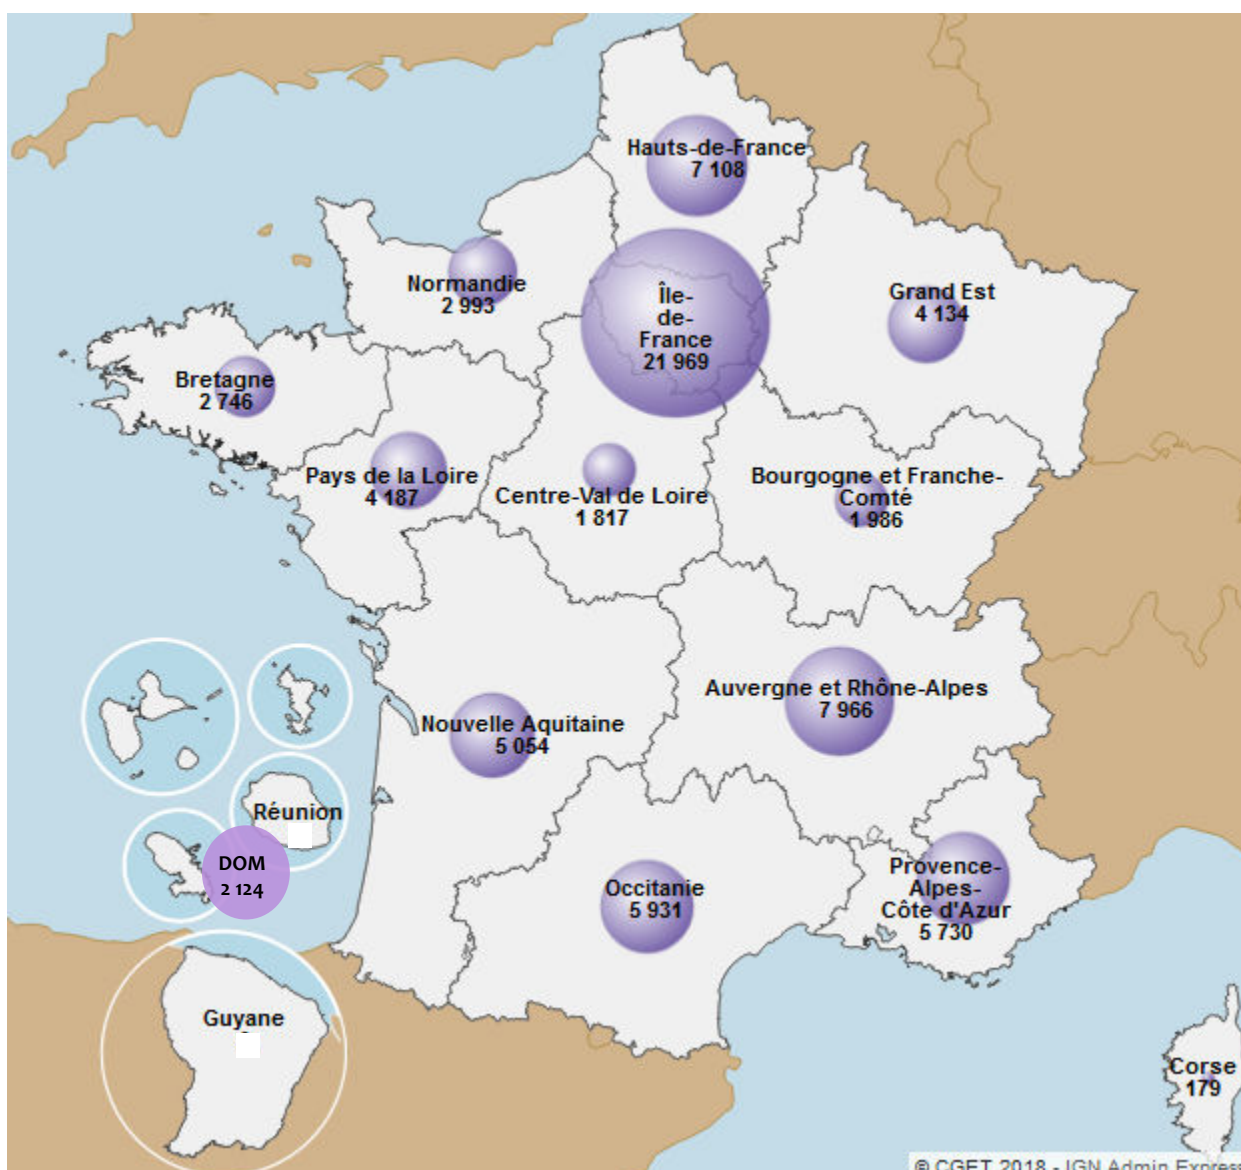 Hauts-de-France
7 108
Normandie
2 993
Île-
de-
France
21 969
Grand Est
4 134
Bretagne
2 746
Pays de la Loire
4 187
Centre-Val de Loire
1 817
Bourgogne et Franche-
Comté
1 986
Auvergne et Rhône-Alpes
7 966
Nouvelle Aquitaine
5 054
Réunion
DOM
2 124
Occitanie
5 931
Provence-
Alpes-
Côte d'Azur
5 730
Guyane
Corse
179
© CGET 2018 - IGN Admin Express